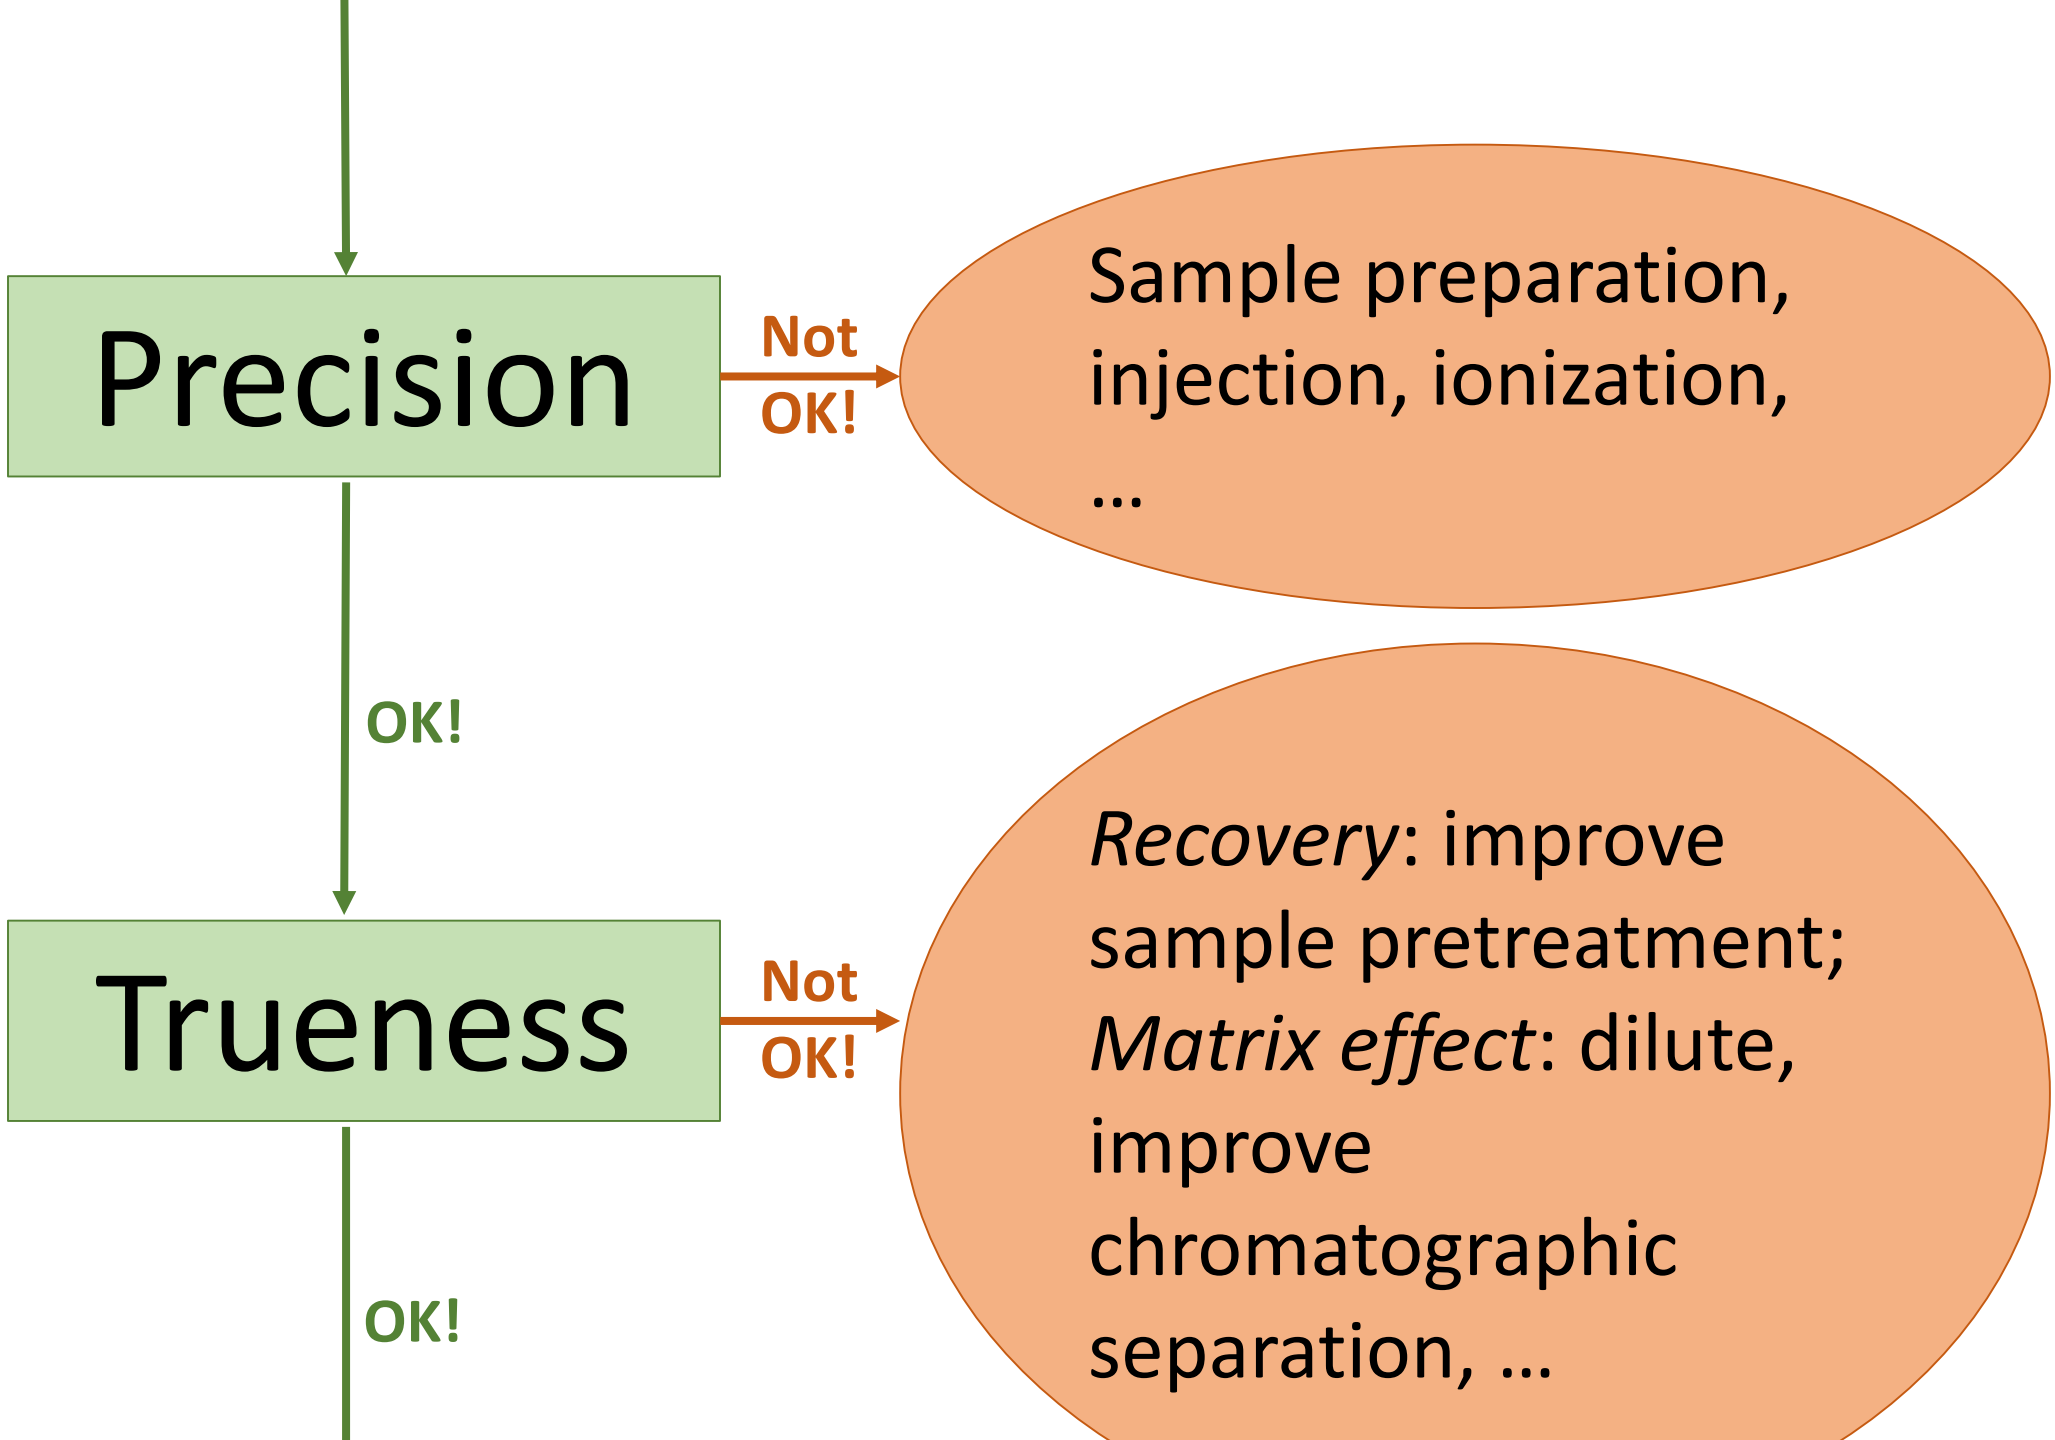 Precision
Not
OK!
Sample preparation,
injection, ionization,
…
OK!
Trueness
Not
OK!
Recovery: improve
sample pretreatment;
Matrix effect: dilute,
improve
chromatographic
separation, …
OK!